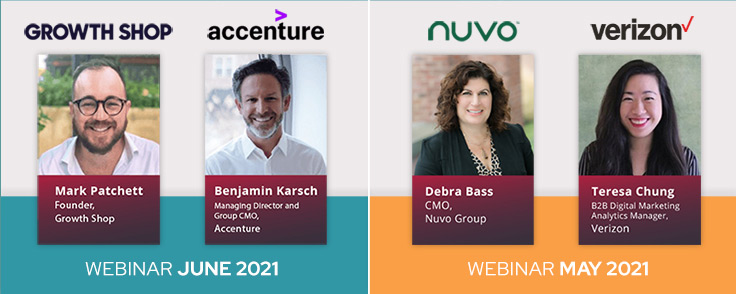 GROWTH SHOP
accenture
Mark Patchett
Founder,
Growth Shop
Benjamin Karsch
Managing Director and
Group CMO,
Accenture
WEBINAR JUNE 2021
nuvo
verizon
Debra Bass
CMO,
Nuvo Group
Teresa Chung
B2B Digital Marketing
Analytics Manager,
Verizon
WEBINAR MAY 2021